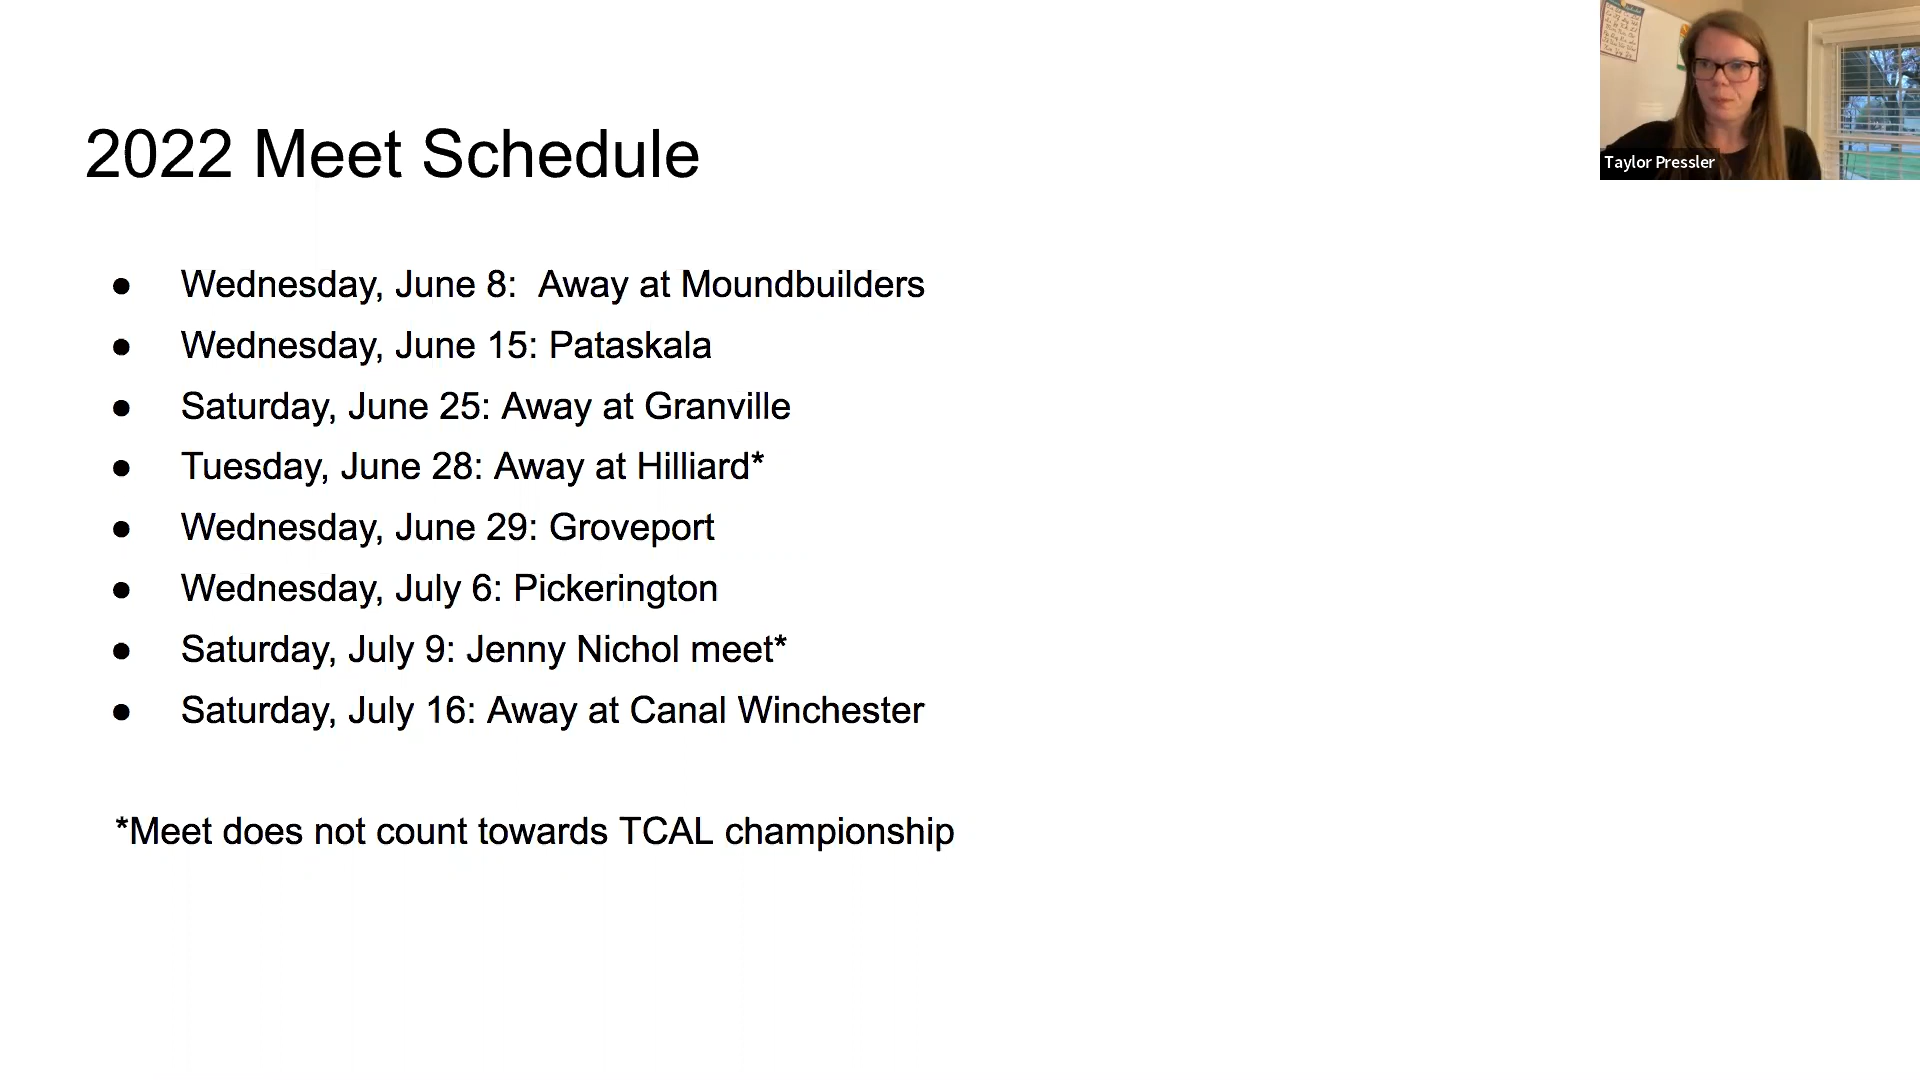 2022 Meet Schedule
Taylor Pressler
● Wednesday, June 8:  Away at Moundbuilders
● Wednesday, June 15: Pataskala
● Saturday, June 25: Away at Granville
● Tuesday, June 28: Away at Hilliard*
● Wednesday, June 29: Groveport
● Wednesday, July 6: Pickerington
● Saturday, July 9: Jenny Nichol meet*
● Saturday, July 16: Away at Canal Winchester
*Meet does not count towards TCAL championship